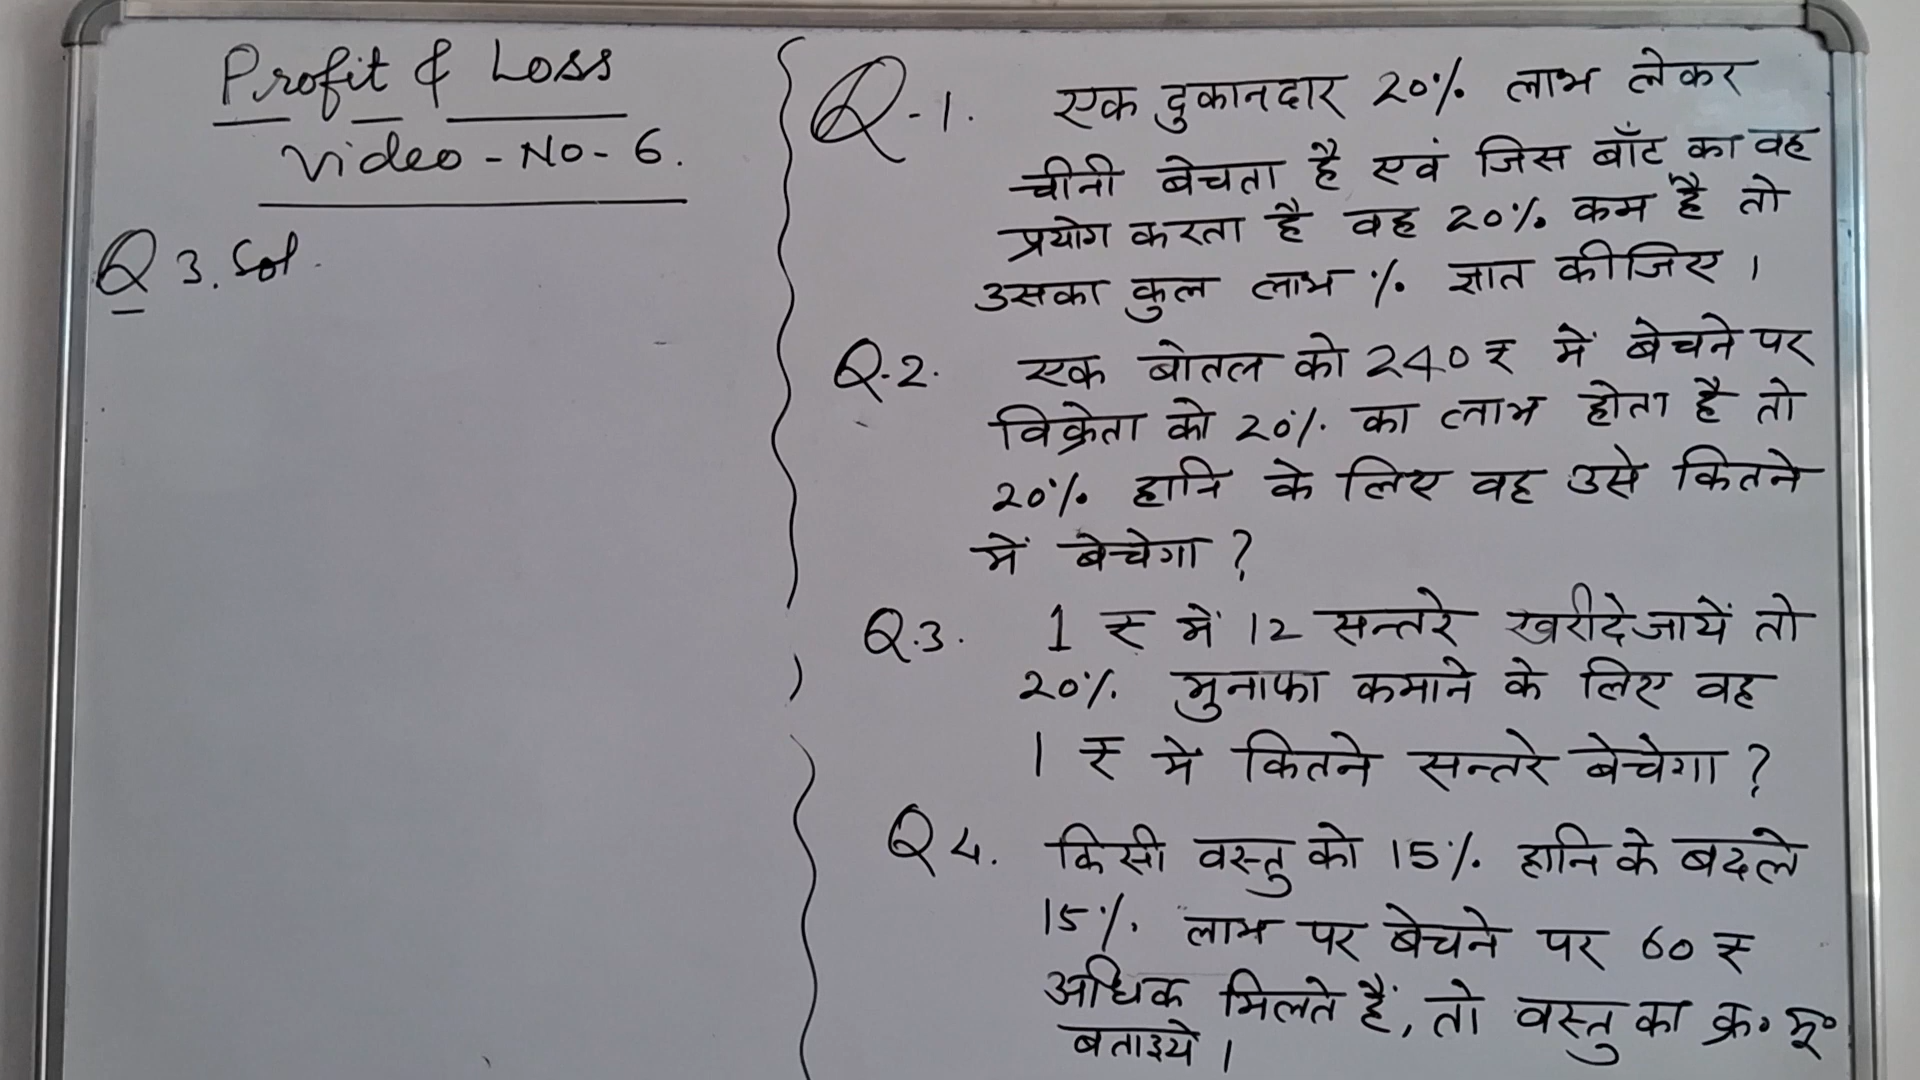 Profit & Loss
Video - No - 6.
Q 3. Sol.
Q-1. एक दुकानदार 20% लाभ लेकर
चीनी बेचता है एवं जिस बाँट का वह
प्रयोग करता है वह 20% कम है तो
उसका कुल लाभ % ज्ञात कीजिए।
Q.2. एक बोतल को 240 ₹ में बेचने पर
विक्रेता को 20% का लाभ होता है तो
20% हानि के लिए वह उसे कितने
में बेचेगा?
Q.3. 1 ₹ में 12 सन्तरे खरीदे जायें तो
20% मुनाफा कमाने के लिए वह
1 ₹ में कितने सन्तरे बेचेगा?
Q 4. किसी वस्तु को 15% हानि के बदले
15% लाभ पर बेचने पर 60 ₹
अधिक मिलते हैं, तो वस्तु का क्र॰ मू॰
बताइये।